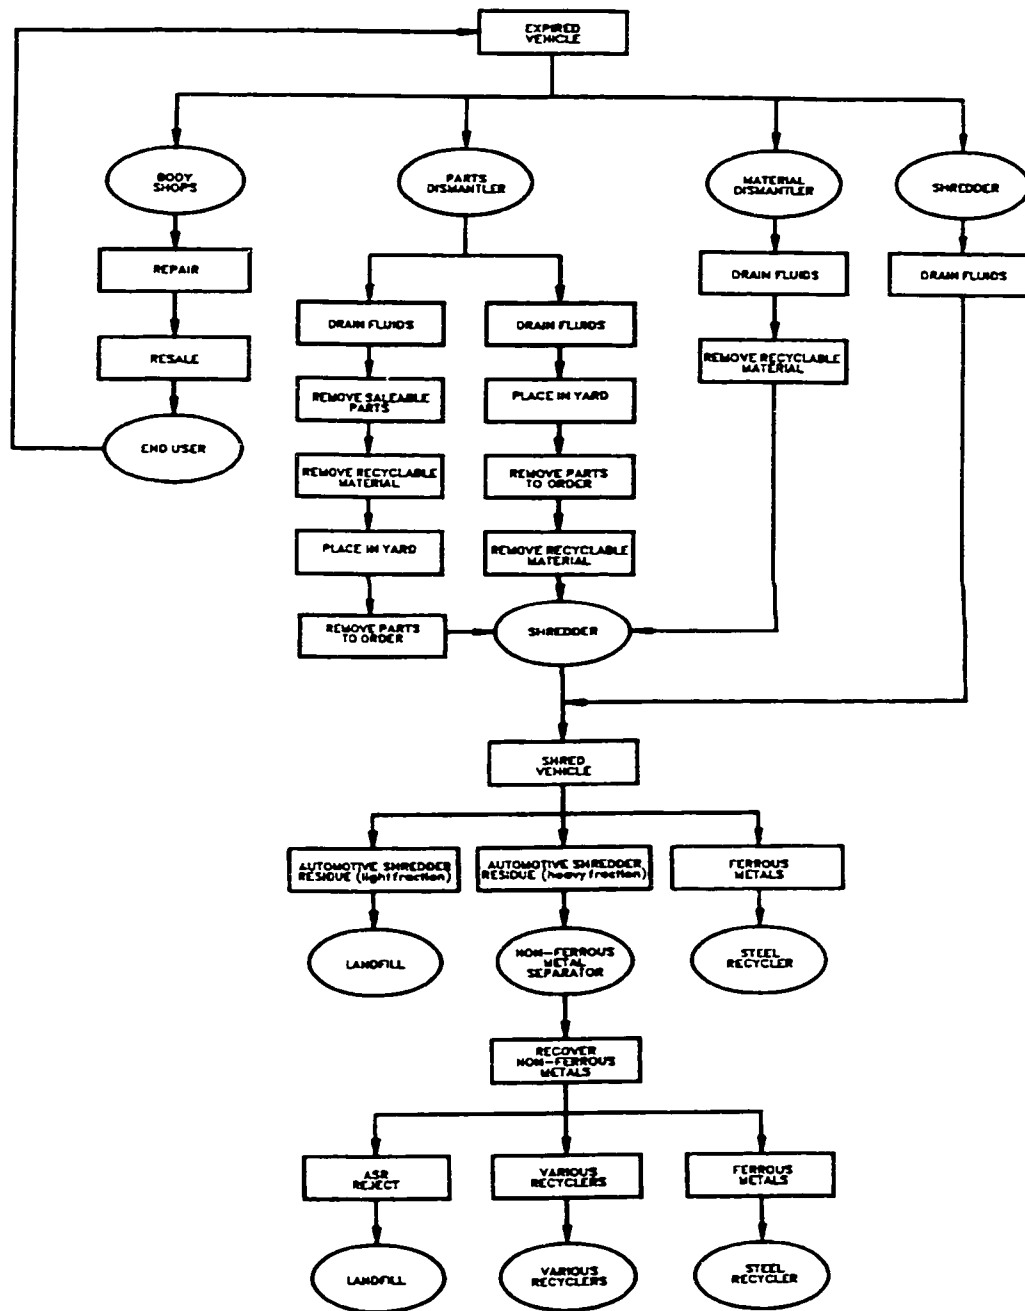 EXPIRED
VEHICLE
BODY
SHOPS
PARTS
DISMANTLER
MATERIAL
DISMANTLER
SHREDDER
REPAIR
DRAIN FLUIDS
DRAIN FLUIDS
DRAIN FLUIDS
DRAIN FLUIDS
RESALE
REMOVE SALEABLE
PARTS
PLACE IN YARD
REMOVE RECYCLABLE
MATERIAL
END USER
REMOVE RECYCLABLE
MATERIAL
REMOVE PARTS
TO ORDER
PLACE IN YARD
REMOVE RECYCLABLE
MATERIAL
REMOVE PARTS
TO ORDER
SHREDDER
SHRED
VEHICLE
AUTOMOTIVE SHREDDER
RESIDUE (light fraction)
AUTOMOTIVE SHREDDER
RESIDUE (heavy fraction)
FERROUS
METALS
LANDFILL
NON-FERROUS
METAL
SEPARATOR
STEEL
RECYCLER
RECOVER
NON-FERROUS
METALS
ASR
REJECT
VARIOUS
RECYCLERS
FERROUS
METALS
LANDFILL
VARIOUS
RECYCLERS
STEEL
RECYCLER